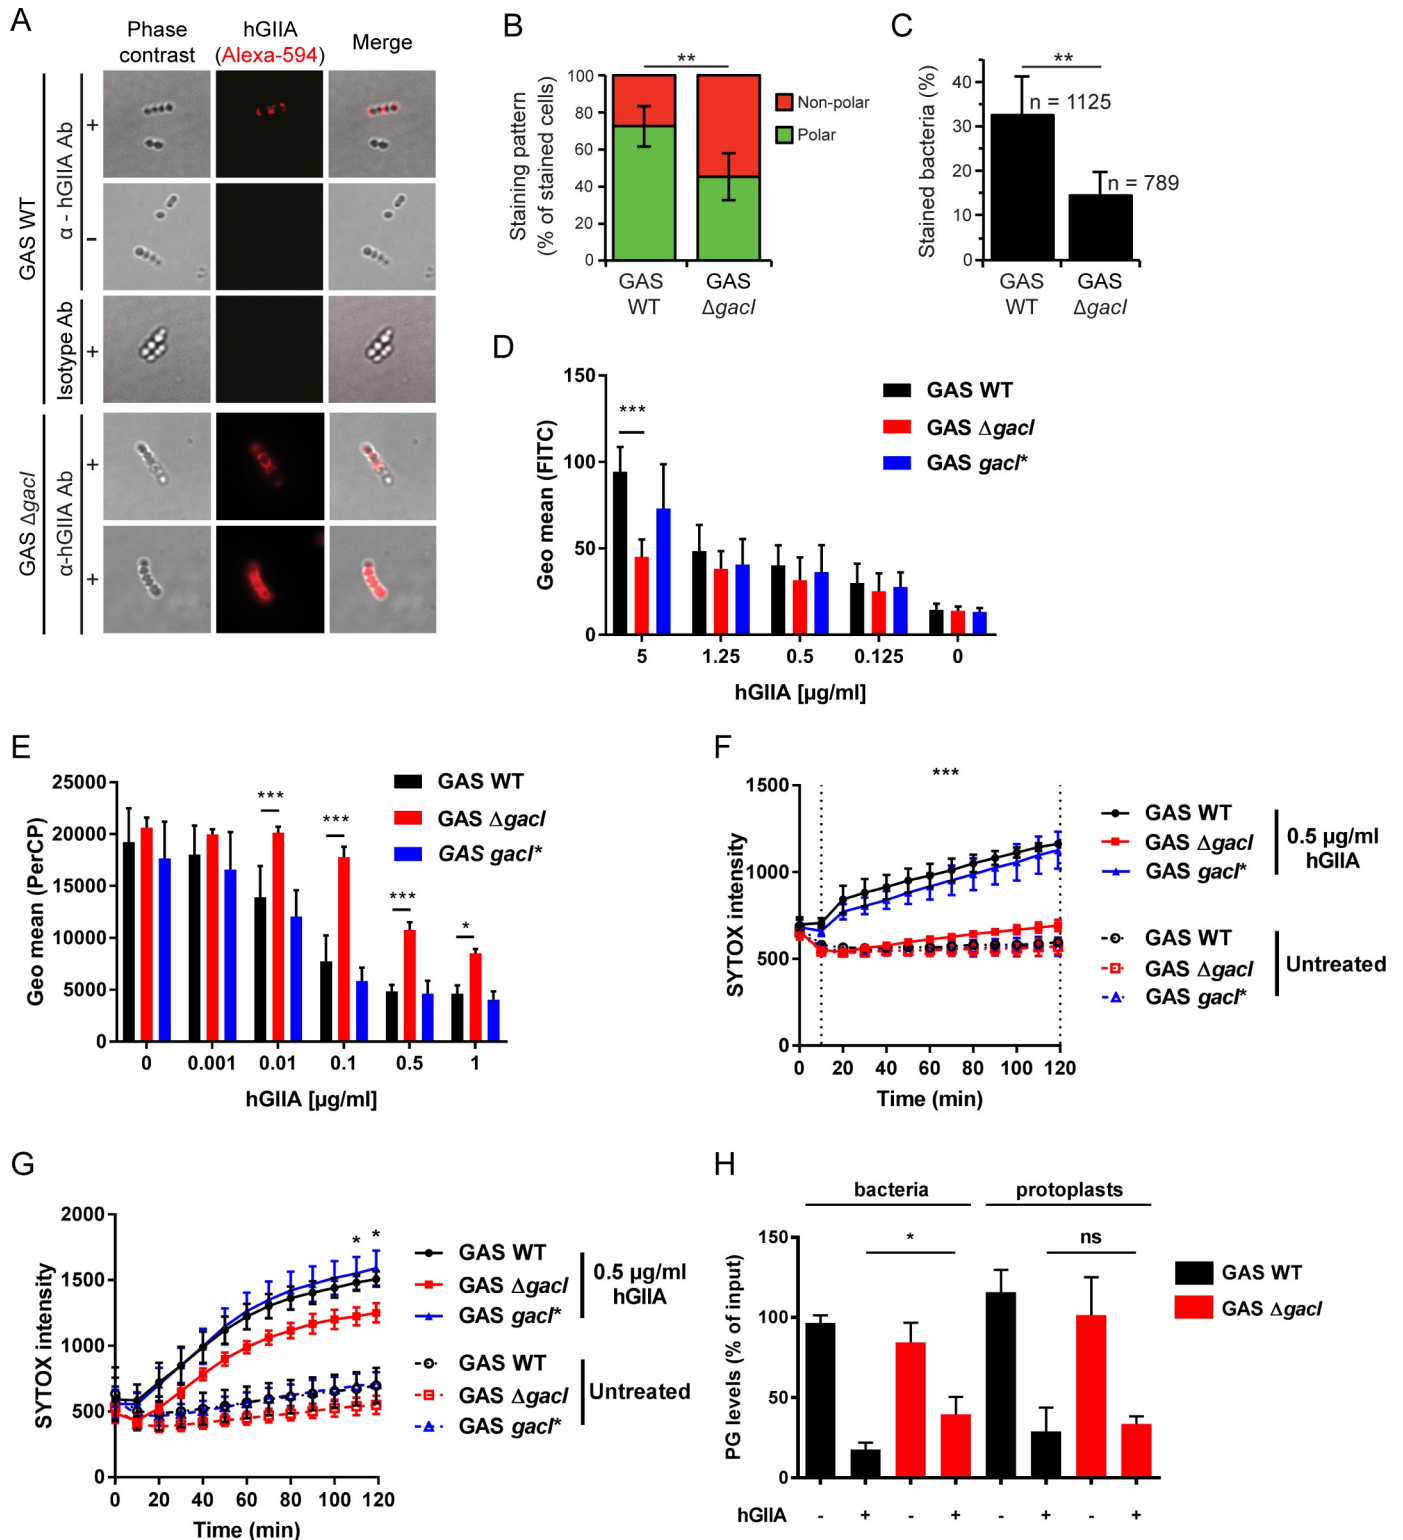 A
Phase
contrast
hGIIA
(Alexa-594)
Merge
GAS WT
α - hGIIA Ab
+
-
Isotype Ab
+
GAS Δgacl
α-hGIIA Ab
+
+
B
**
Staining pattern
(% of stained cells)
100
80
60
40
20
0
GAS
WT
GAS
Δgacl
Non-polar
Polar
C
**
Stained bacteria (%)
40
30
20
10
0
n = 1125
n = 789
GAS
WT
GAS
Δgacl
D
Geo mean (FITC)
150
100
50
0
***
5 1.25 0.5 0.125 0
hGIIA [µg/ml]
GAS WT
GAS Δgacl
GAS gacl*
E
Geo mean (PerCP)
25000
20000
15000
10000
5000
0
***
***
***
*
0 0.001 0.01 0.1 0.5 1
hGIIA [µg/ml]
GAS WT
GAS Δgacl
GAS gacl*
F
***
SYTOX intensity
1500
1000
500
0
0 20 40 60 80 100 120
Time (min)
GAS WT
GAS Δgacl
GAS gacl*
0.5 µg/ml
hGIIA
GAS WT
GAS Δgacl
GAS gacl*
Untreated
G
SYTOX intensity
2000
1500
1000
500
0
* *
0 20 40 60 80 100 120
Time (min)
GAS WT
GAS Δgacl
GAS gacl*
0.5 µg/ml
hGIIA
GAS WT
GAS Δgacl
GAS gacl*
Untreated
H
bacteria protoplasts
PG levels (% of input)
150
100
50
0
* ns
hGIIA - + - + - + - +
GAS WT
GAS Δgacl